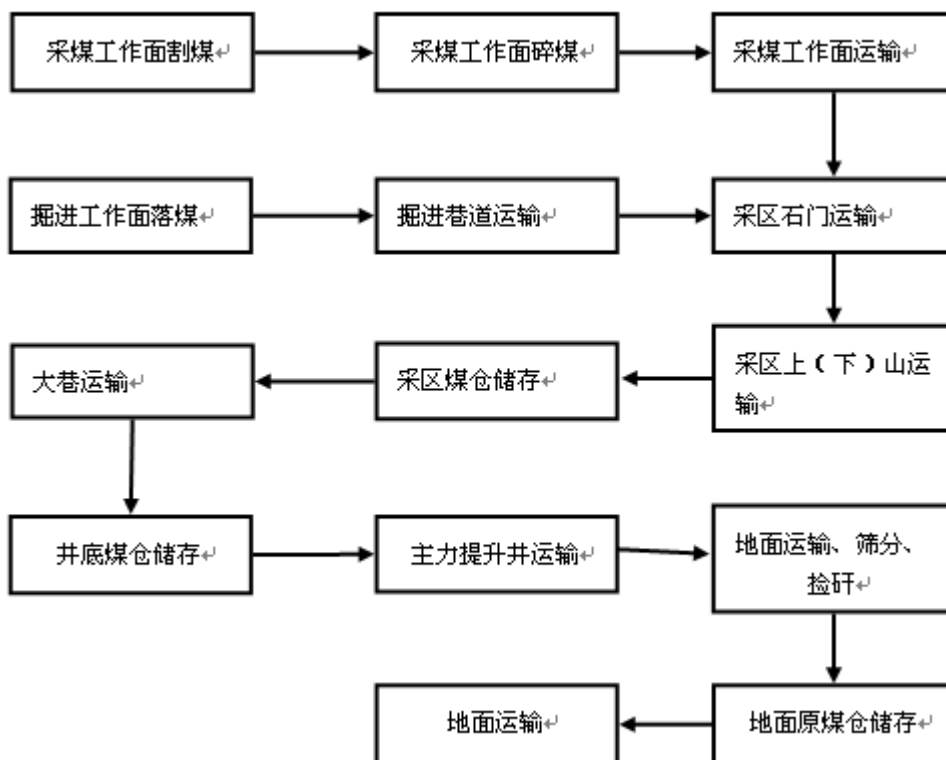 采煤工作面割煤↵
采煤工作面碎煤↵
采煤工作面运输↵
掘进工作面落煤↵
掘进巷道运输↵
采区石门运输↵
大巷运输↵
采区煤仓储存↵
采区上（下）山运
输↵
井底煤仓储存↵
主力提升井运输↵
地面运输、筛分、
捡矸↵
地面运输↵
地面原煤仓储存↵